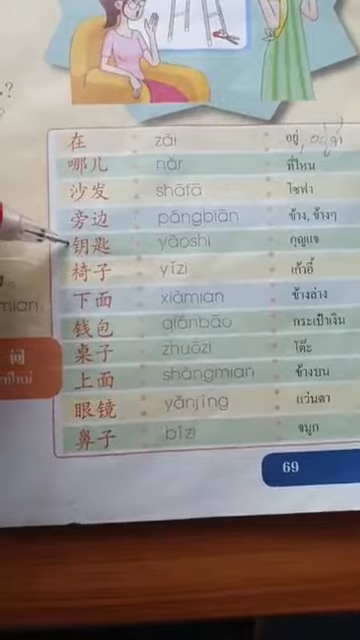 在 zài อยู่
哪儿 nǎr ที่ไหน
沙发 shāfā โซฟา
旁边 pángbiān ข้าง, ข้างๆ
钥匙 yàoshi กุญแจ
椅子 yǐzi เก้าอี้
下面 xiàmian ข้างล่าง
钱包 qiánbāo กระเป๋าเงิน
桌子 zhuōzi โต๊ะ
上面 shàngmian ข้างบน
眼镜 yǎnjìng แว่นตา
鼻子 bízi จมูก
mian
问
69